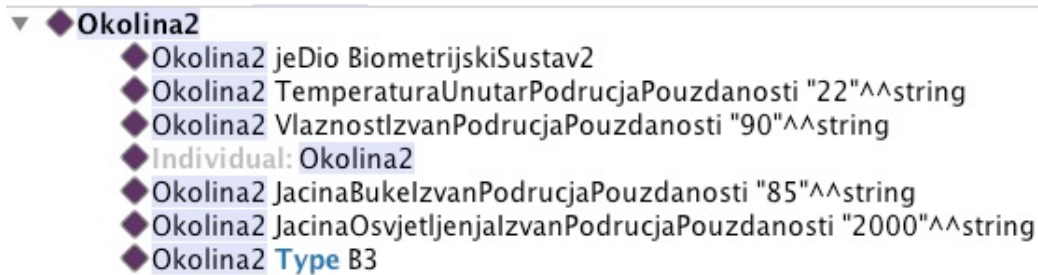 Okolina2
Okolina2 jeDio BiometrijskiSustav2
Okolina2 TemperaturaUnutarPodrucjaPouzdanosti "22"^^string
Okolina2 VlaznostIzvanPodrucjaPouzdanosti "90"^^string
Individual: Okolina2
Okolina2 JacinaBukeIzvanPodrucjaPouzdanosti "85"^^string
Okolina2 JacinaOsvjetljenjaIzvanPodrucjaPouzdanosti "2000"^^string
Okolina2 Type B3